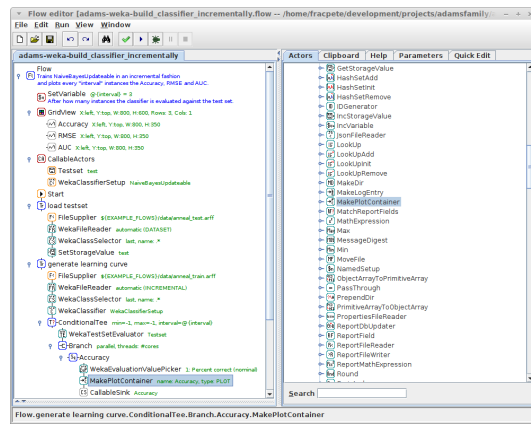 Flow editor [adams-weka-build_classifier_incrementally.flow -- /home/fracpete/development/projects/adamsfamily/
File Edit Run View Window
adams-weka-build_classifier_incrementally
Flow
Trains NaiveBayesUpdateable in an incremental fashion
and plots every "interval" instances the Accuracy, RMSE and AUC.
SetVariable @{interval} = 3
After how many instances the classifier is evaluated against the test set.
GridView X:left, Y:top, W:800, H:600, Rows: 3, Cols: 1
Accuracy X:left, Y:top, W:800, H:350
RMSE X:left, Y:top, W:800, H:350
AUC X:left, Y:top, W:800, H:350
CallableActors
Testset test
WekaClassifierSetup NaiveBayesUpdateable
Start
load testset
FileSupplier ${EXAMPLE_FLOWS}/data/anneal_test.arff
WekaFileReader automatic (DATASET)
WekaClassSelector last, name: .*
SetStorageValue test
generate learning curve
FileSupplier ${EXAMPLE_FLOWS}/data/anneal_train.arff
WekaFileReader automatic (INCREMENTAL)
WekaClassSelector last, name: .*
WekaClassifier WekaClassifierSetup
ConditionalTee min=-1, max=-1, interval=@{interval}
WekaTestSetEvaluator Testset
Branch parallel, threads: #cores
Accuracy
WekaEvaluationValuePicker 1: Percent correct (nominal)
MakePlotContainer name: Accuracy, type: PLOT
CallableSink Accuracy
Actors Clipboard Help Parameters Quick Edit
GetStorageValue
HashSetAdd
HashSetInit
HashSetRemove
IDGenerator
IncStorageValue
IncVariable
JsonFileReader
LookUp
LookUpAdd
LookUpInit
LookUpRemove
MakeDir
MakeLogEntry
MakePlotContainer
MatchReportFields
MathExpression
Max
MessageDigest
Min
MoveFile
NamedSetup
ObjectArrayToPrimitiveArray
PassThrough
PrependDir
PrimitiveArrayToObjectArray
PropertiesFileReader
ReportDbUpdater
ReportField
ReportFileReader
ReportFileWriter
ReportMathExpression
Round
Search
Flow.generate learning curve.ConditionalTee.Branch.Accuracy.MakePlotContainer